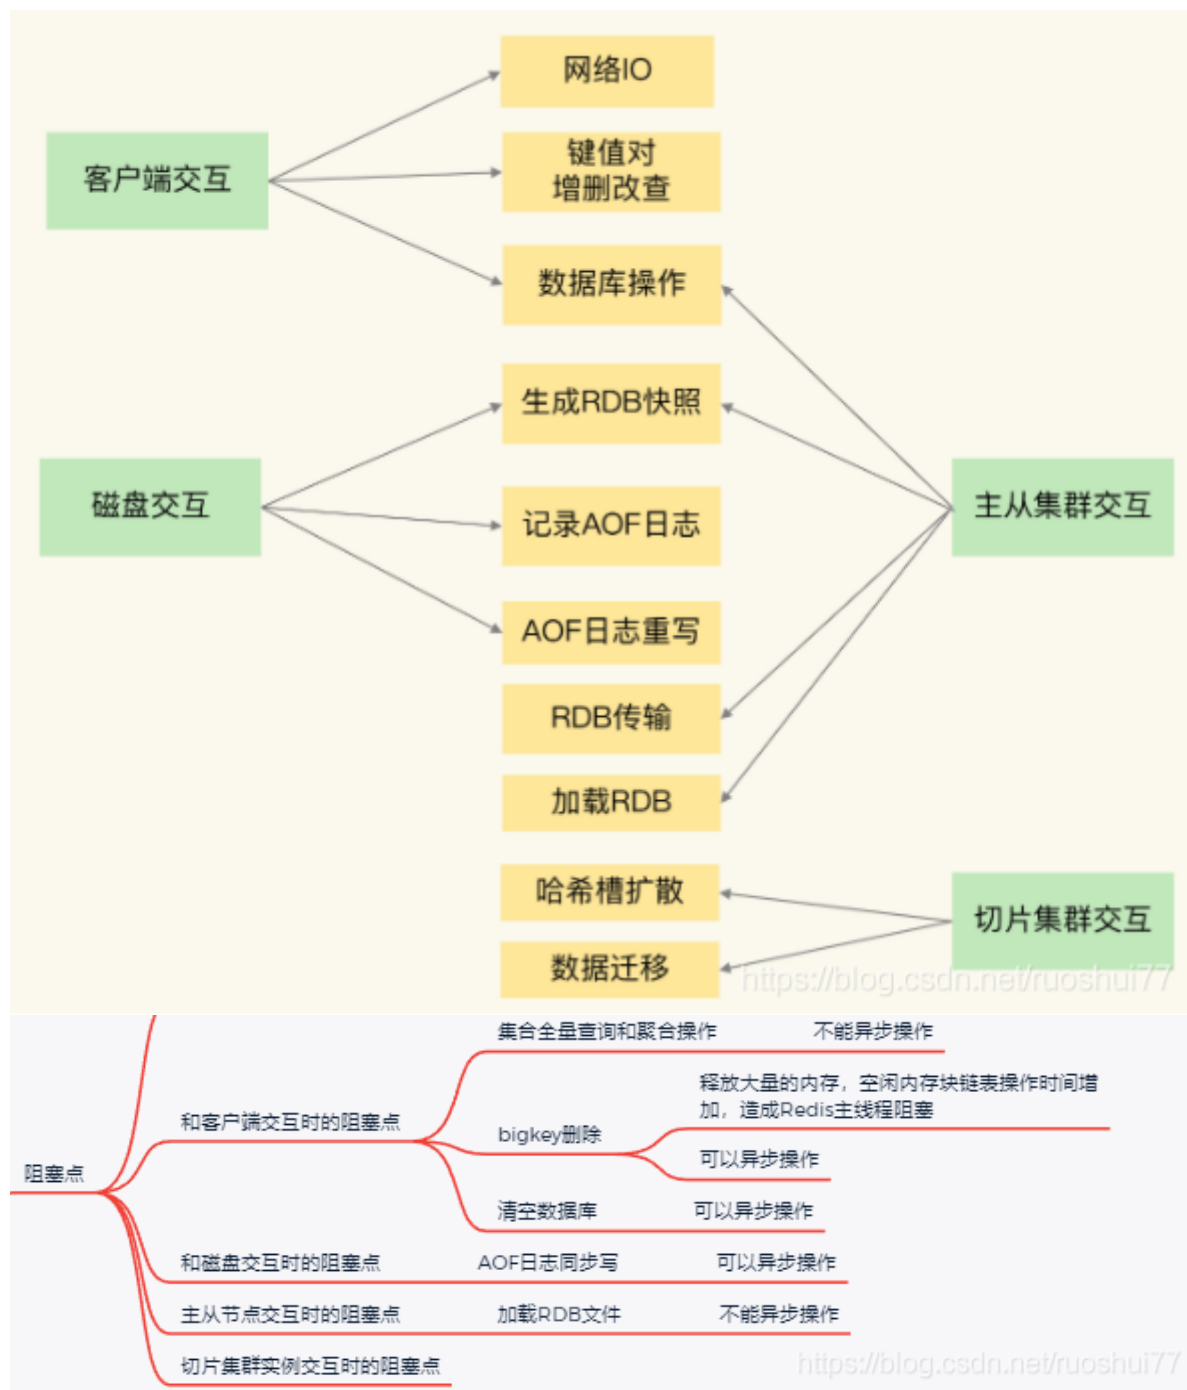 网络IO
客户端交互
键值对
增删改查
数据库操作
生成RDB快照
磁盘交互
记录AOF日志
主从集群交互
AOF日志重写
RDB传输
加载RDB
哈希槽扩散
切片集群交互
数据迁移
https://blog.csdn.net/ruoshui77
集合全量查询和聚合操作 不能异步操作
释放大量的内存，空闲内存块链表操作时间增
加，造成Redis主线程阻塞
和客户端交互时的阻塞点
bigkey删除
可以异步操作
阻塞点
清空数据库 可以异步操作
和磁盘交互时的阻塞点 AOF日志同步写 可以异步操作
主从节点交互时的阻塞点 加载RDB文件 不能异步操作
切片集群实例交互时的阻塞点
https://blog.csdn.net/ruoshui77